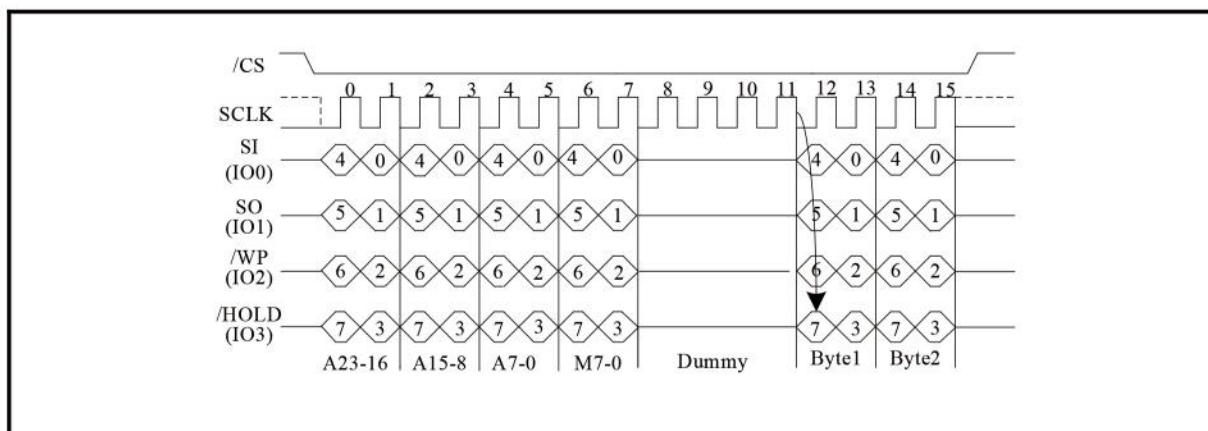 /CS
0 1 2 3 4 5 6 7 8 9 10 11 12 13 14 15
SCLK
SI
(IO0)
4 0 4 0 4 0 4 0 4 0 4 0
SO
(IO1)
5 1 5 1 5 1 5 1 5 1 5 1
/WP
(IO2)
6 2 6 2 6 2 6 2 6 2 6 2
/HOLD
(IO3)
7 3 7 3 7 3 7 3 7 3 7 3
A23-16 A15-8 A7-0 M7-0 Dummy Byte1 Byte2